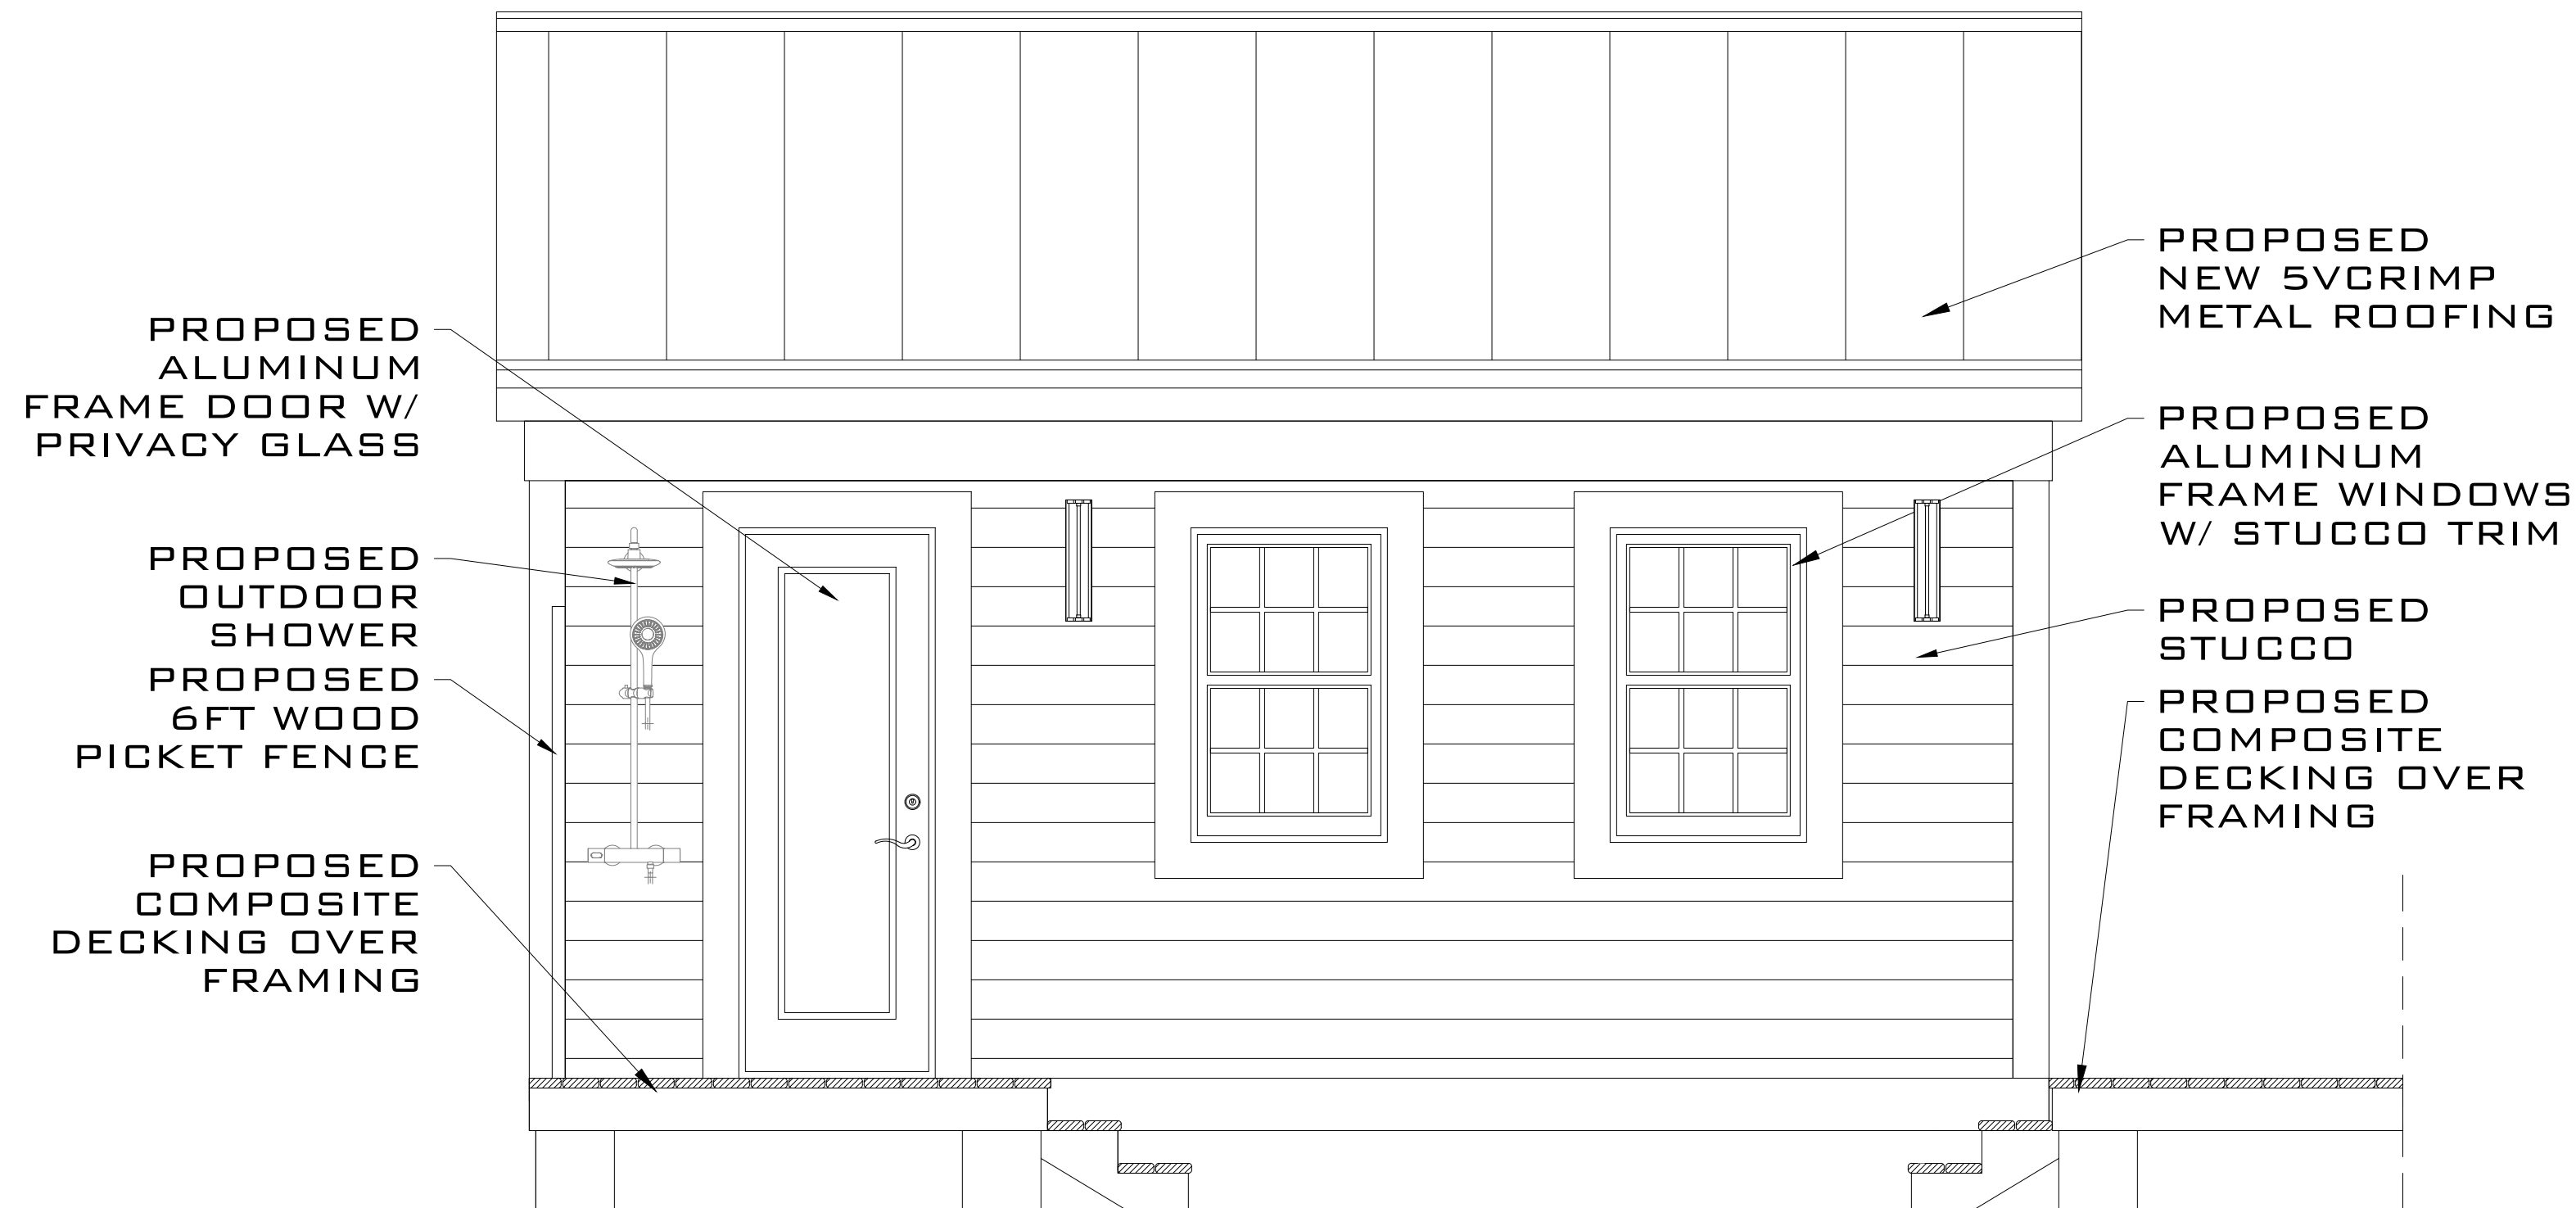 PROPOSED
ALUMINUM
FRAME DOOR W/
PRIVACY GLASS
PROPOSED
OUTDOOR
SHOWER
PROPOSED
6FT WOOD
PICKET FENCE
PROPOSED
COMPOSITE
DECKING OVER
FRAMING
PROPOSED
NEW 5VCRIMP
METAL ROOFING
PROPOSED
ALUMINUM
FRAME WINDOWS
W/ STUCCO TRIM
PROPOSED
STUCCO
PROPOSED
COMPOSITE
DECKING OVER
FRAMING